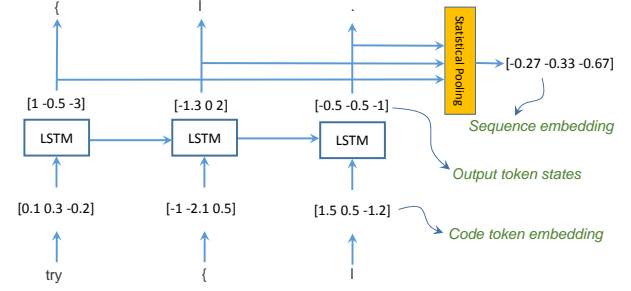 { I .
Statistical Pooling
[-0.27 -0.33 -0.67]
[1 -0.5 -3] [-1.3 0 2] [-0.5 -0.5 -1]
Sequence embedding
LSTM LSTM LSTM
Output token states
[0.1 0.3 -0.2] [-1 -2.1 0.5] [1.5 0.5 -1.2]
Code token embedding
try { I